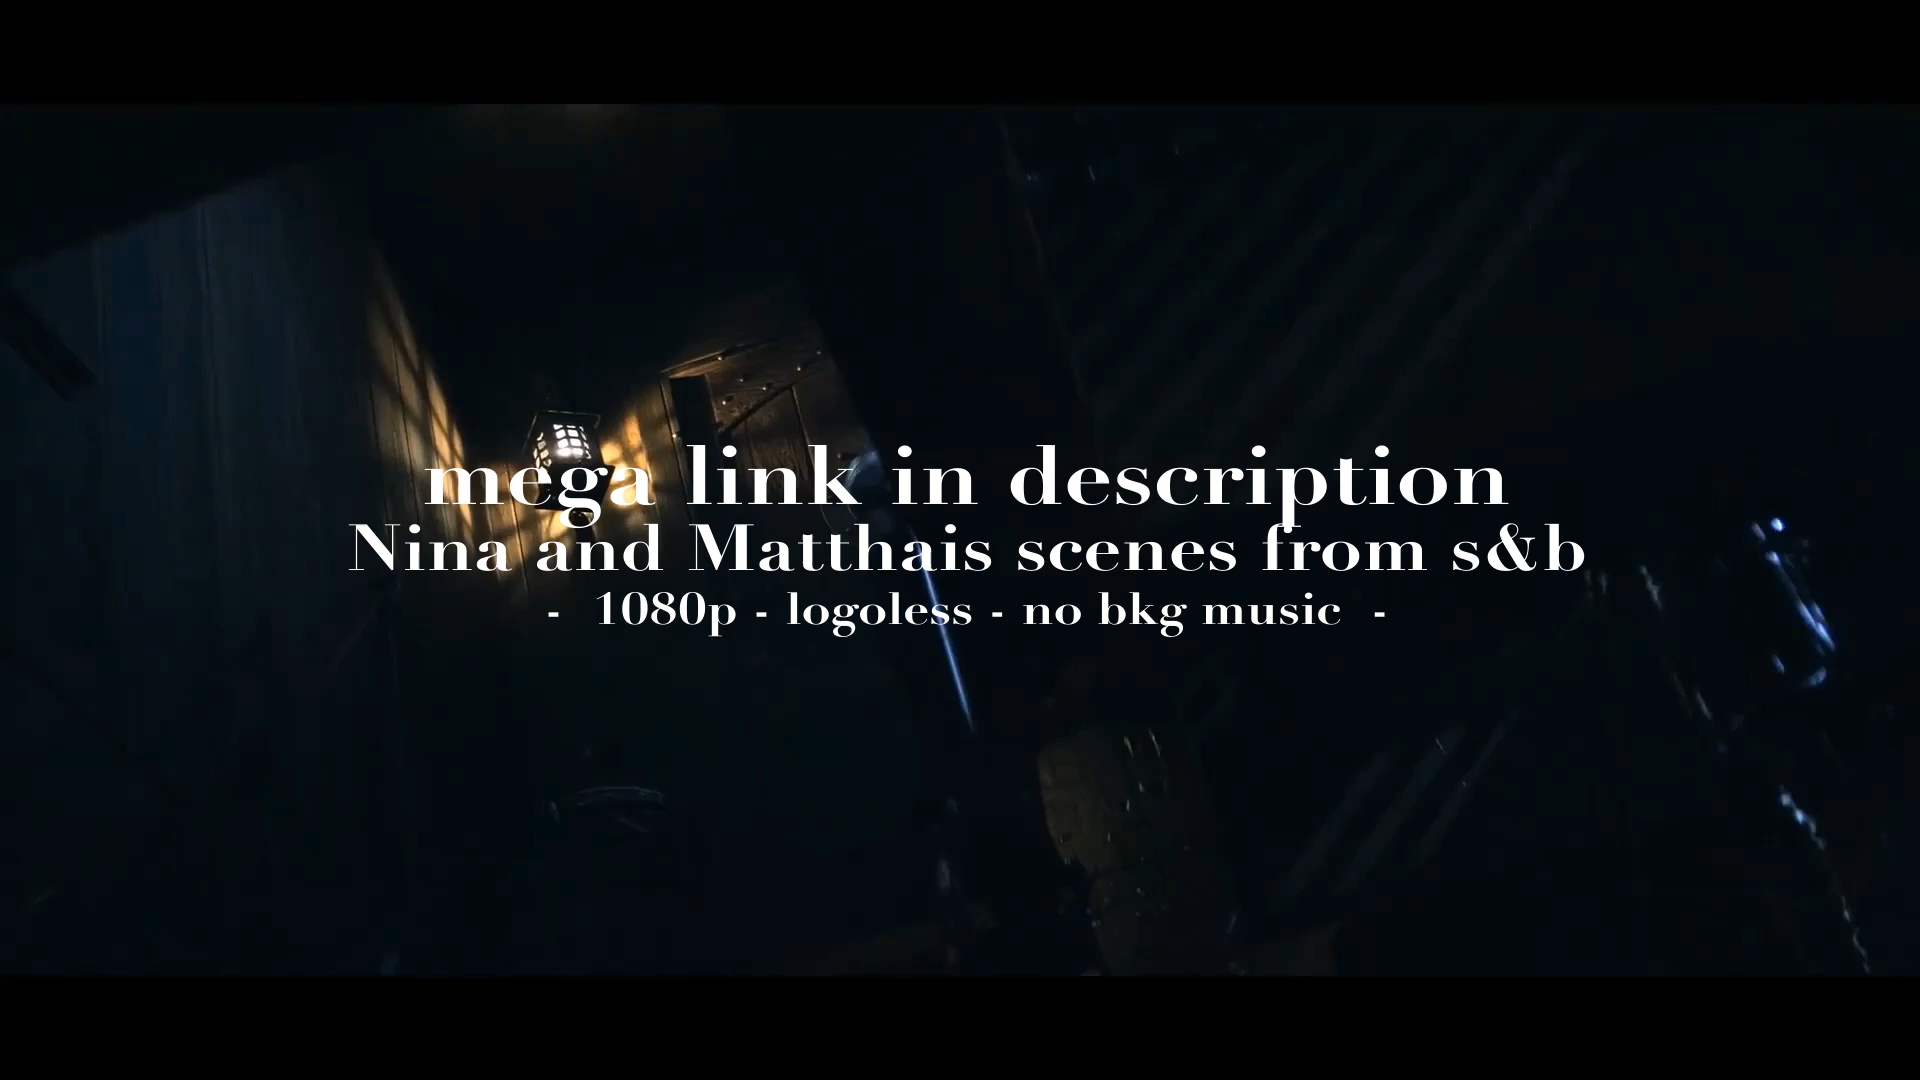 mega link in description
Nina and Matthais scenes from s&b
- 1080p - logoless - no bkg music -